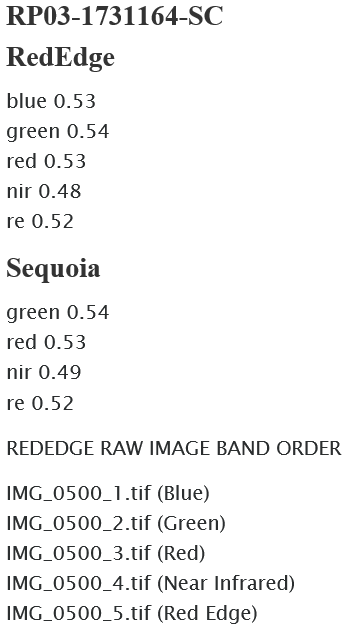 RP03-1731164-SC
RedEdge
blue 0.53
green 0.54
red 0.53
nir 0.48
re 0.52
Sequoia
green 0.54
red 0.53
nir 0.49
re 0.52
REDEDGE RAW IMAGE BAND ORDER
IMG_0500_1.tif (Blue)
IMG_0500_2.tif (Green)
IMG_0500_3.tif (Red)
IMG_0500_4.tif (Near Infrared)
IMG_0500_5.tif (Red Edge)